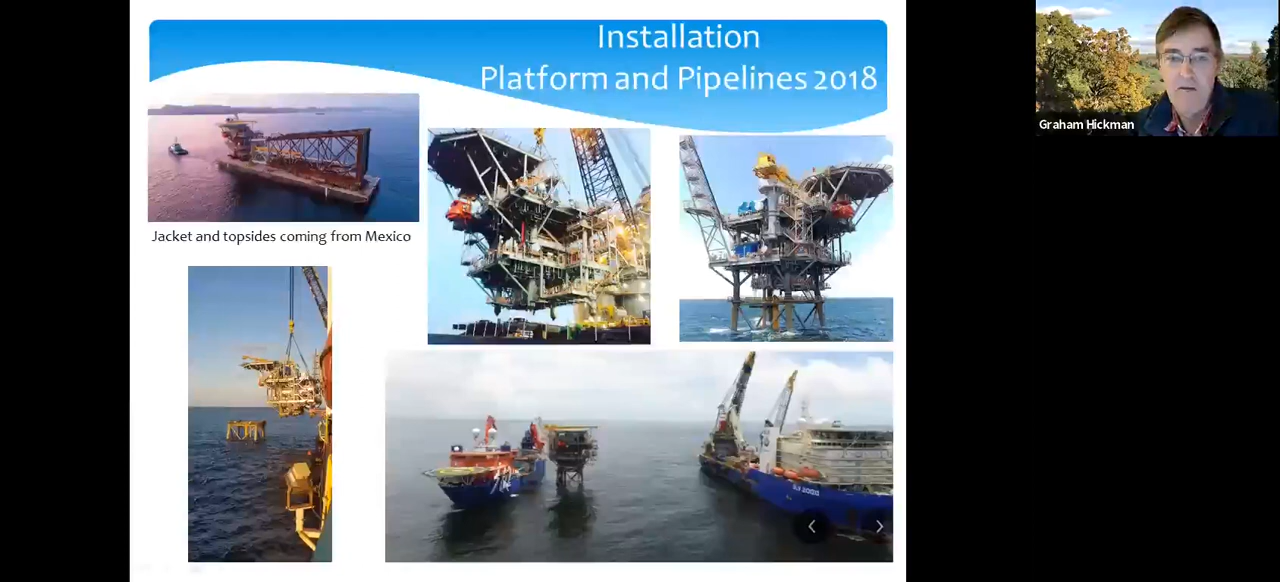 Installation
Platform and Pipelines 2018
Graham Hickman
Jacket and topsides coming from Mexico